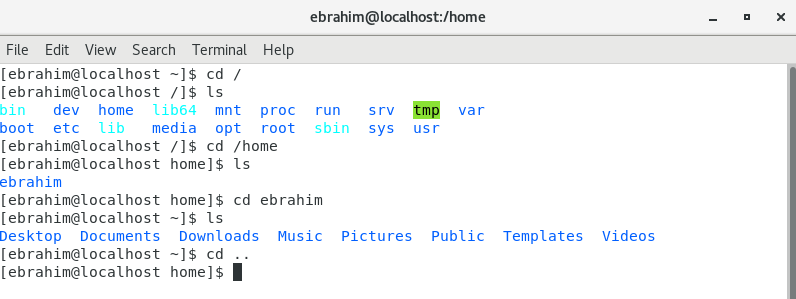 ebrahim@localhost:/home
File Edit View Search Terminal Help
[ebrahim@localhost ~]$ cd /
[ebrahim@localhost /]$ ls
bin dev home lib64 mnt proc run srv tmp var
boot etc lib media opt root sbin sys usr
[ebrahim@localhost /]$ cd /home
[ebrahim@localhost home]$ ls
ebrahim
[ebrahim@localhost home]$ cd ebrahim
[ebrahim@localhost ~]$ ls
Desktop Documents Downloads Music Pictures Public Templates Videos
[ebrahim@localhost ~]$ cd ..
[ebrahim@localhost home]$